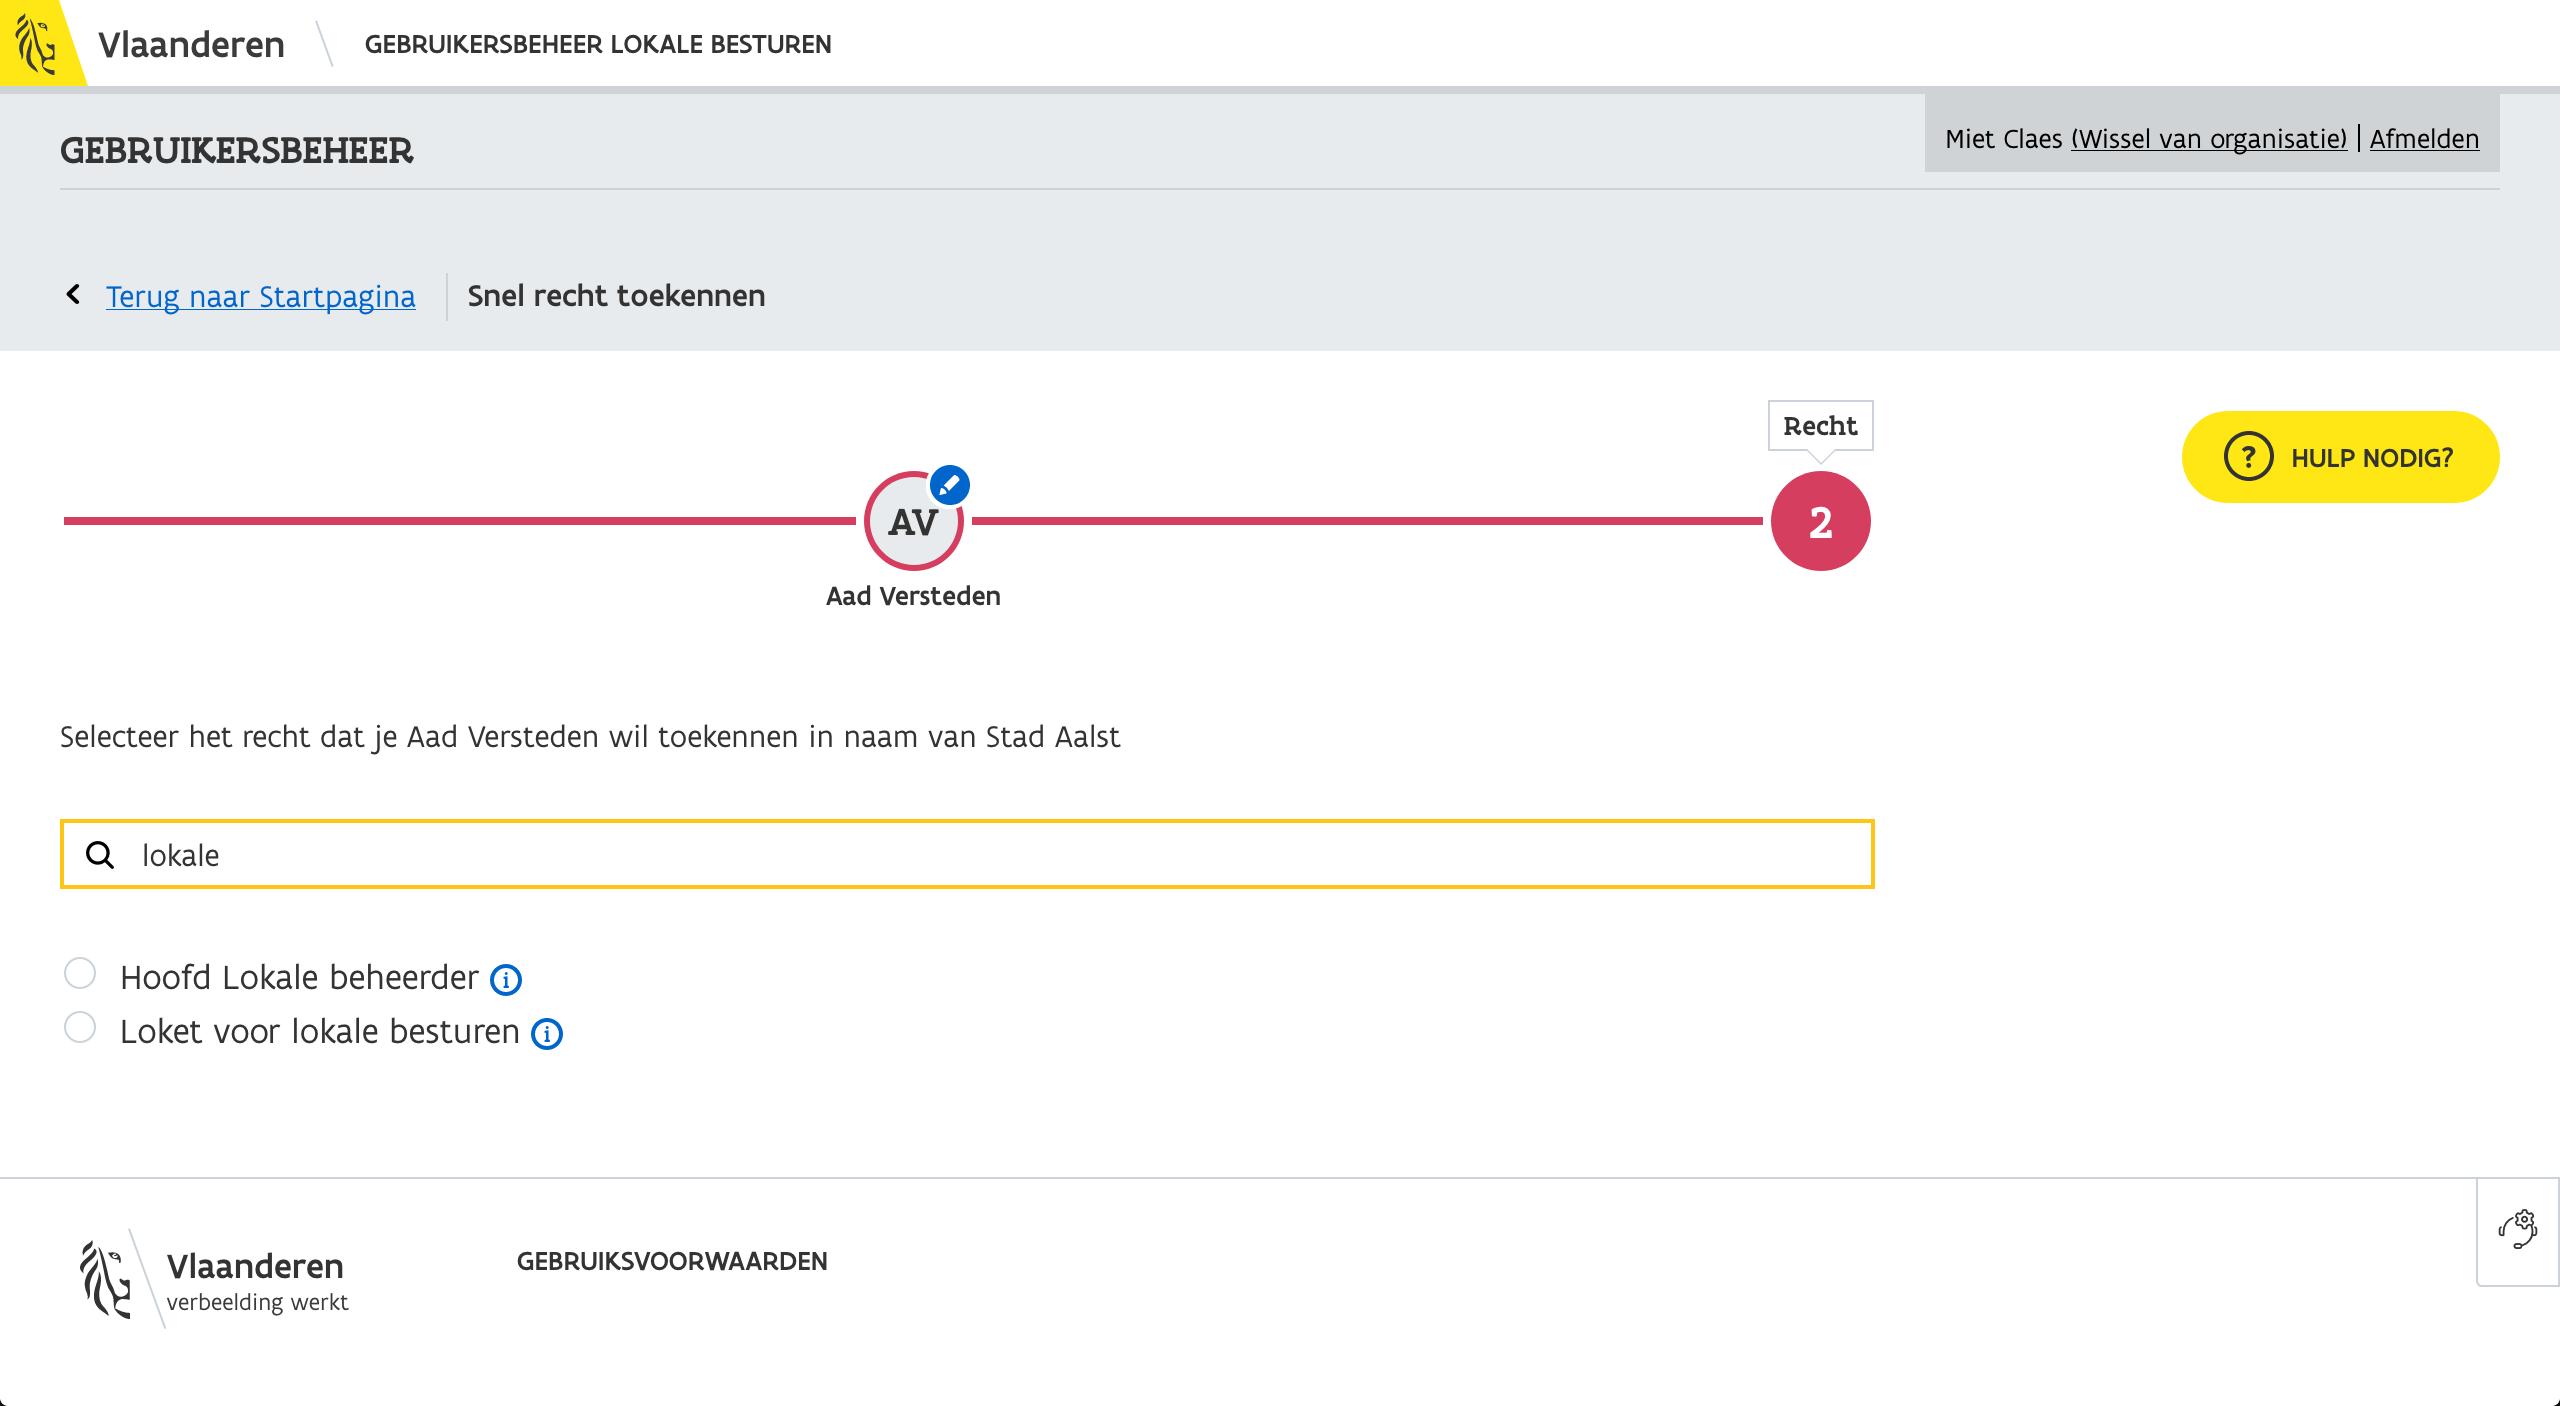 Vlaanderen
GEBRUIKERSBEHEER LOKALE BESTUREN
GEBRUIKERSBEHEER
Miet Claes (Wissel van organisatie) | Afmelden
Terug naar Startpagina
Snel recht toekennen
Recht
? HULP NODIG?
AV
2
Aad Versteden
Selecteer het recht dat je Aad Versteden wil toekennen in naam van Stad Aalst
lokale
Hoofd Lokale beheerder i
Loket voor lokale besturen i
Vlaanderen
verbeelding werkt
GEBRUIKSVOORWAARDEN